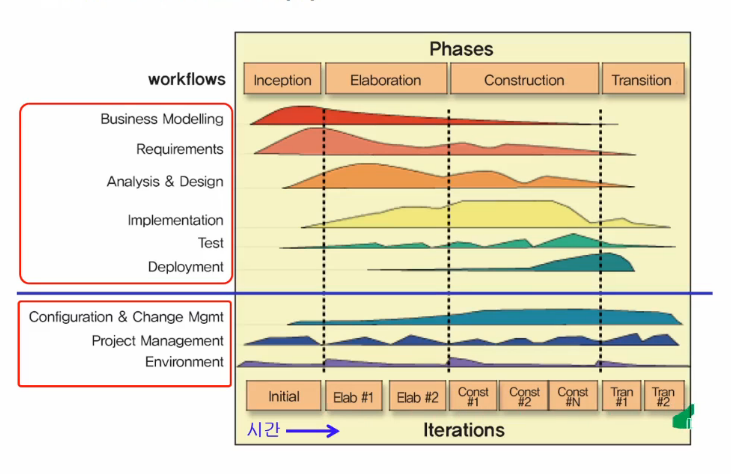 Phases
workflows
Inception
Elaboration
Construction
Transition
Business Modelling
Requirements
Analysis & Design
Implementation
Test
Deployment
Configuration & Change Mgmt
Project Management
Environment
Initial
Elab #1
Elab #2
Const
#1
Const
#2
Const
#N
Tran
#1
Tran
#2
시간
Iterations